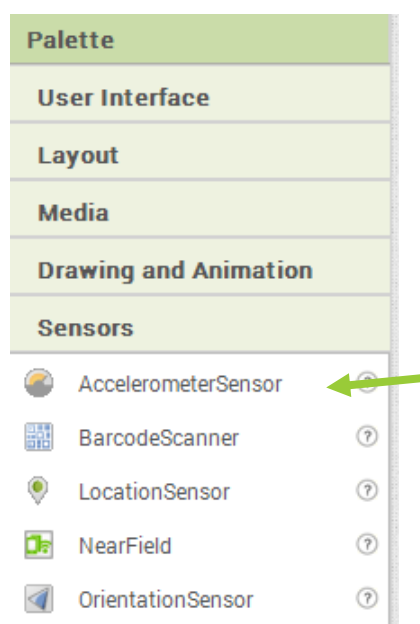 Palette
User Interface
Layout
Media
Drawing and Animation
Sensors
AccelerometerSensor ?
BarcodeScanner ?
LocationSensor ?
NearField ?
OrientationSensor ?